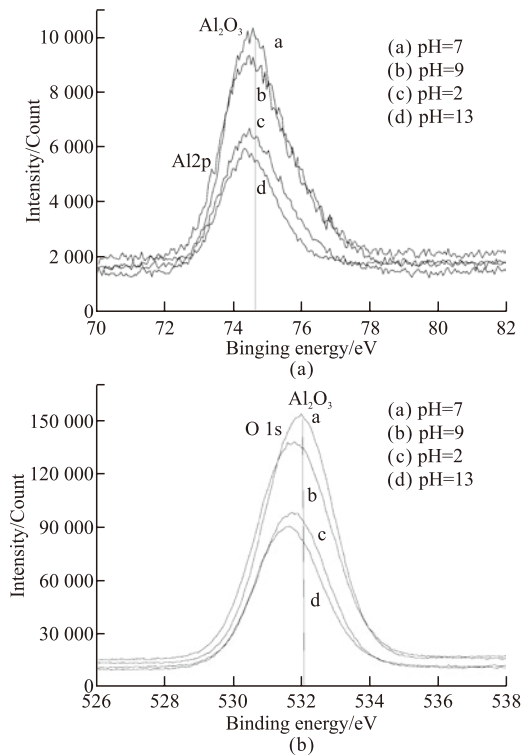 Al₂O₃
a
(a) pH=7
(b) pH=9
(c) pH=2
(d) pH=13
b
c
Al2p
d
Intensity/Count
10 000
8 000
6 000
4 000
2 000
0
70 72 74 76 78 80 82
Binging energy/eV
(a)
Al₂O₃
a
O 1s
(a) pH=7
(b) pH=9
(c) pH=2
(d) pH=13
b
c
d
Intensity/Count
150 000
120 000
90 000
60 000
30 000
0
526 528 530 532 534 536 538
Binding energy/eV
(b)